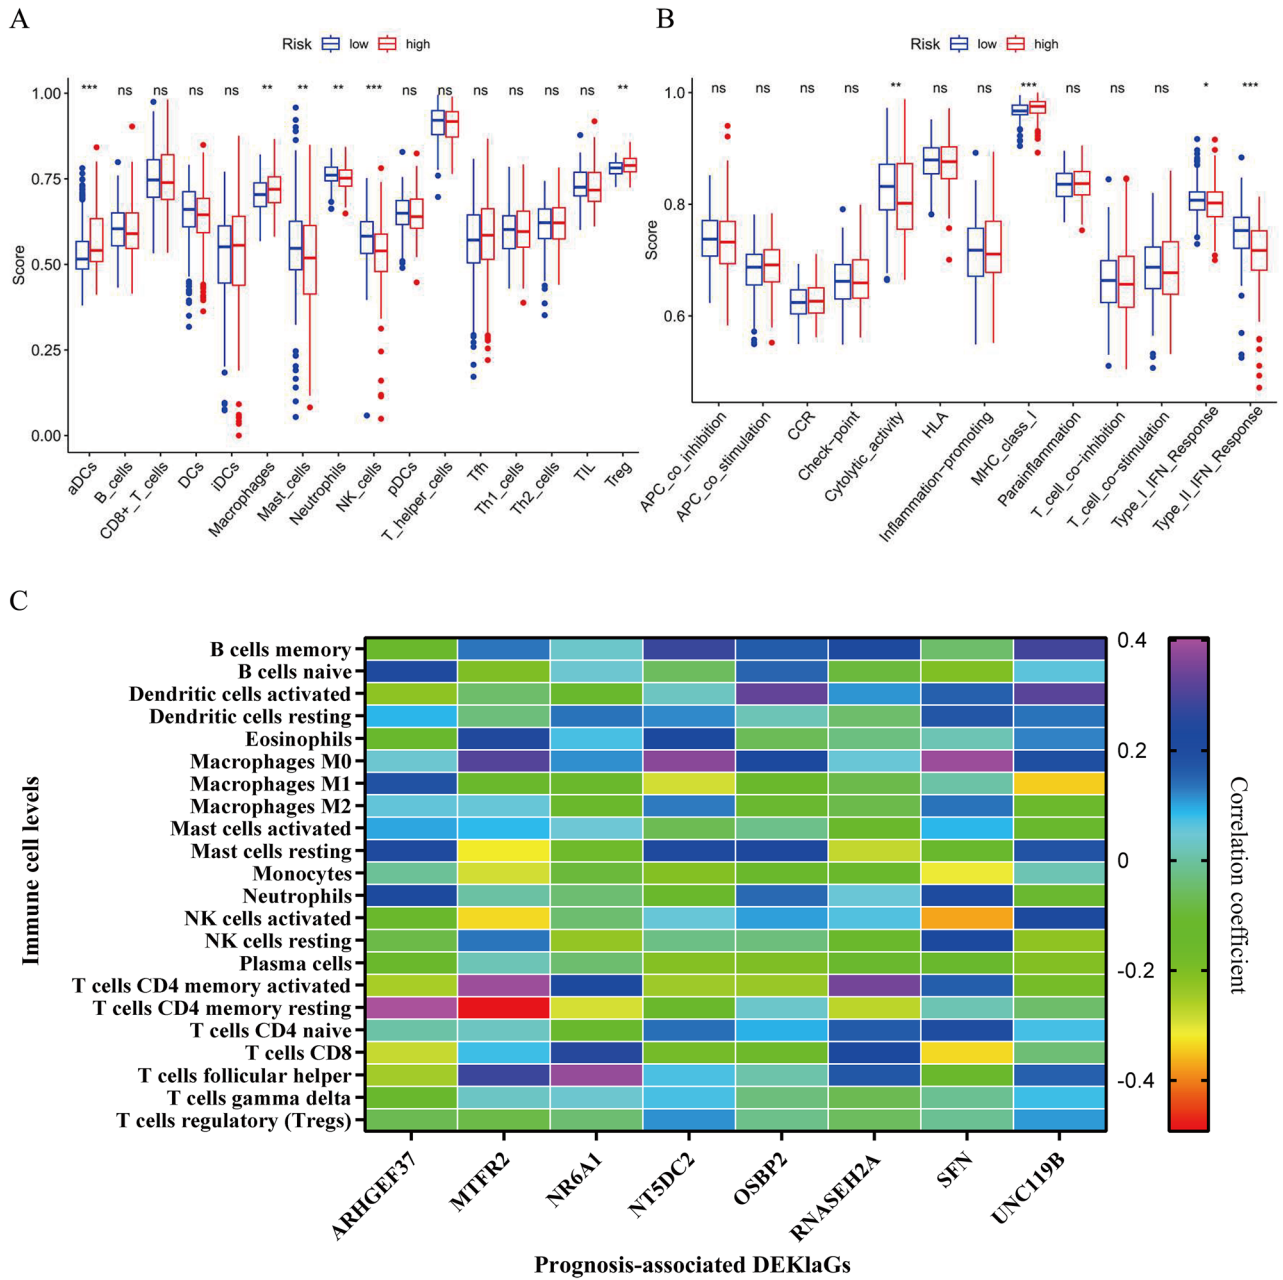 A
Risk low high
Score
1.00
0.75
0.50
0.25
0.00
*** ns ns ns ns ** ** ** *** ns ns ns ns ns ns **
aDCs
B_cells
CD8+_T_cells
DCs
iDCs
Macrophages
Mast_cells
Neutrophils
NK_cells
pDCs
T_helper_cells
Tfh
Th1_cells
Th2_cells
TIL
Treg
B
Risk low high
Score
1.0
0.8
0.6
ns ns ns ns ** ns ns *** ns ns ns * ***
APC_co_inhibition
APC_co_stimulation
CCR
Check-point
Cytolytic_activity
HLA
Inflammation-promoting
MHC_class_I
Parainflammation
T_cell_co-inhibition
T_cell_co-stimulation
Type_I_IFN_Response
Type_II_IFN_Response
C
Immune cell levels
B cells memory
B cells naive
Dendritic cells activated
Dendritic cells resting
Eosinophils
Macrophages M0
Macrophages M1
Macrophages M2
Mast cells activated
Mast cells resting
Monocytes
Neutrophils
NK cells activated
NK cells resting
Plasma cells
T cells CD4 memory activated
T cells CD4 memory resting
T cells CD4 naive
T cells CD8
T cells follicular helper
T cells gamma delta
T cells regulatory (Tregs)
ARHGEF37
MTFR2
NR6A1
NT5DC2
OSBP2
RNASEH2A
SFN
UNC119B
Prognosis-associated DEKlaGs
0.4
0.2
0
-0.2
-0.4
Correlation coefficient